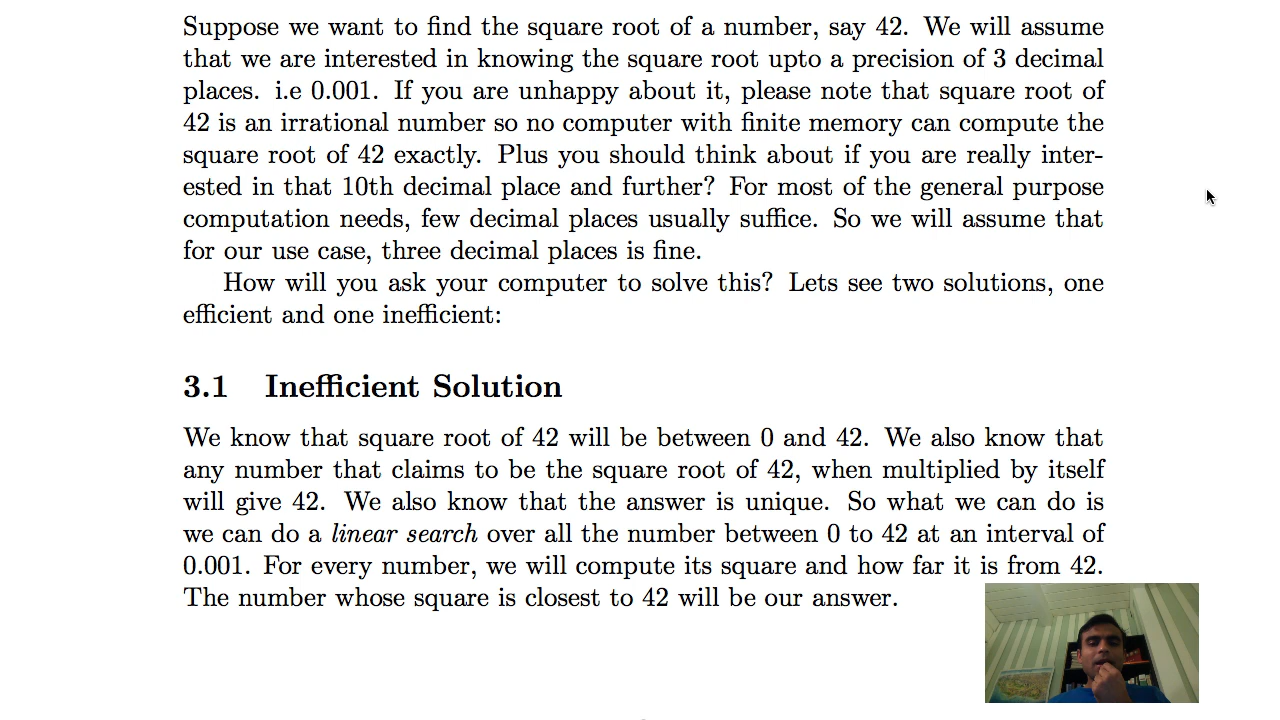 Suppose we want to find the square root of a number, say 42. We will assume
that we are interested in knowing the square root upto a precision of 3 decimal
places. i.e 0.001. If you are unhappy about it, please note that square root of
42 is an irrational number so no computer with finite memory can compute the
square root of 42 exactly. Plus you should think about if you are really inter-
ested in that 10th decimal place and further? For most of the general purpose
computation needs, few decimal places usually suffice. So we will assume that
for our use case, three decimal places is fine.
How will you ask your computer to solve this? Lets see two solutions, one
efficient and one inefficient:
3.1 Inefficient Solution
We know that square root of 42 will be between 0 and 42. We also know that
any number that claims to be the square root of 42, when multiplied by itself
will give 42. We also know that the answer is unique. So what we can do is
we can do a linear search over all the number between 0 to 42 at an interval of
0.001. For every number, we will compute its square and how far it is from 42.
The number whose square is closest to 42 will be our answer.